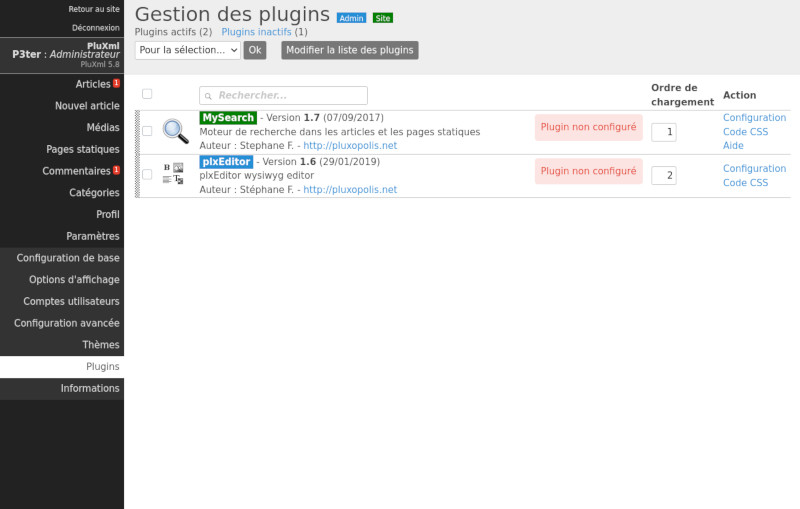 Retour au site
Déconnexion
PluXml
P3ter : Administrateur
PluXml 5.8
Articles 1
Nouvel article
Médias
Pages statiques
Commentaires 1
Catégories
Profil
Paramètres
Configuration de base
Options d'affichage
Comptes utilisateurs
Configuration avancée
Thèmes
Plugins
Informations
Gestion des plugins Admin Site
Plugins actifs (2) Plugins inactifs (1)
Pour la sélection... Ok Modifier la liste des plugins
Rechercher...
Ordre de
chargement
Action
MySearch - Version 1.7 (07/09/2017)
Moteur de recherche dans les articles et les pages statiques
Auteur : Stephane F. - http://pluxopolis.net
Plugin non configuré
1
Configuration
Code CSS
Aide
plxEditor - Version 1.6 (29/01/2019)
plxEditor wysiwyg editor
Auteur : Stéphane F. - http://pluxopolis.net
Plugin non configuré
2
Configuration
Code CSS